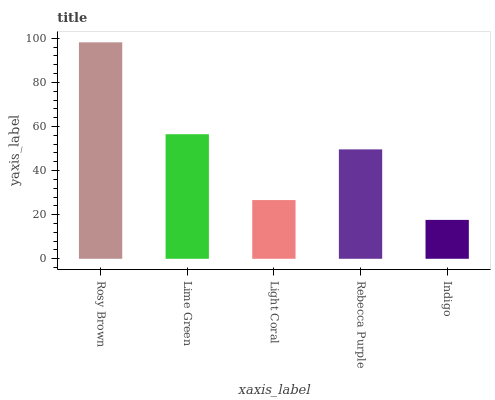 title
100
80
60
40
20
0
yaxis_label
Rosy Brown
Lime Green
Light Coral
Rebecca Purple
Indigo
xaxis_label